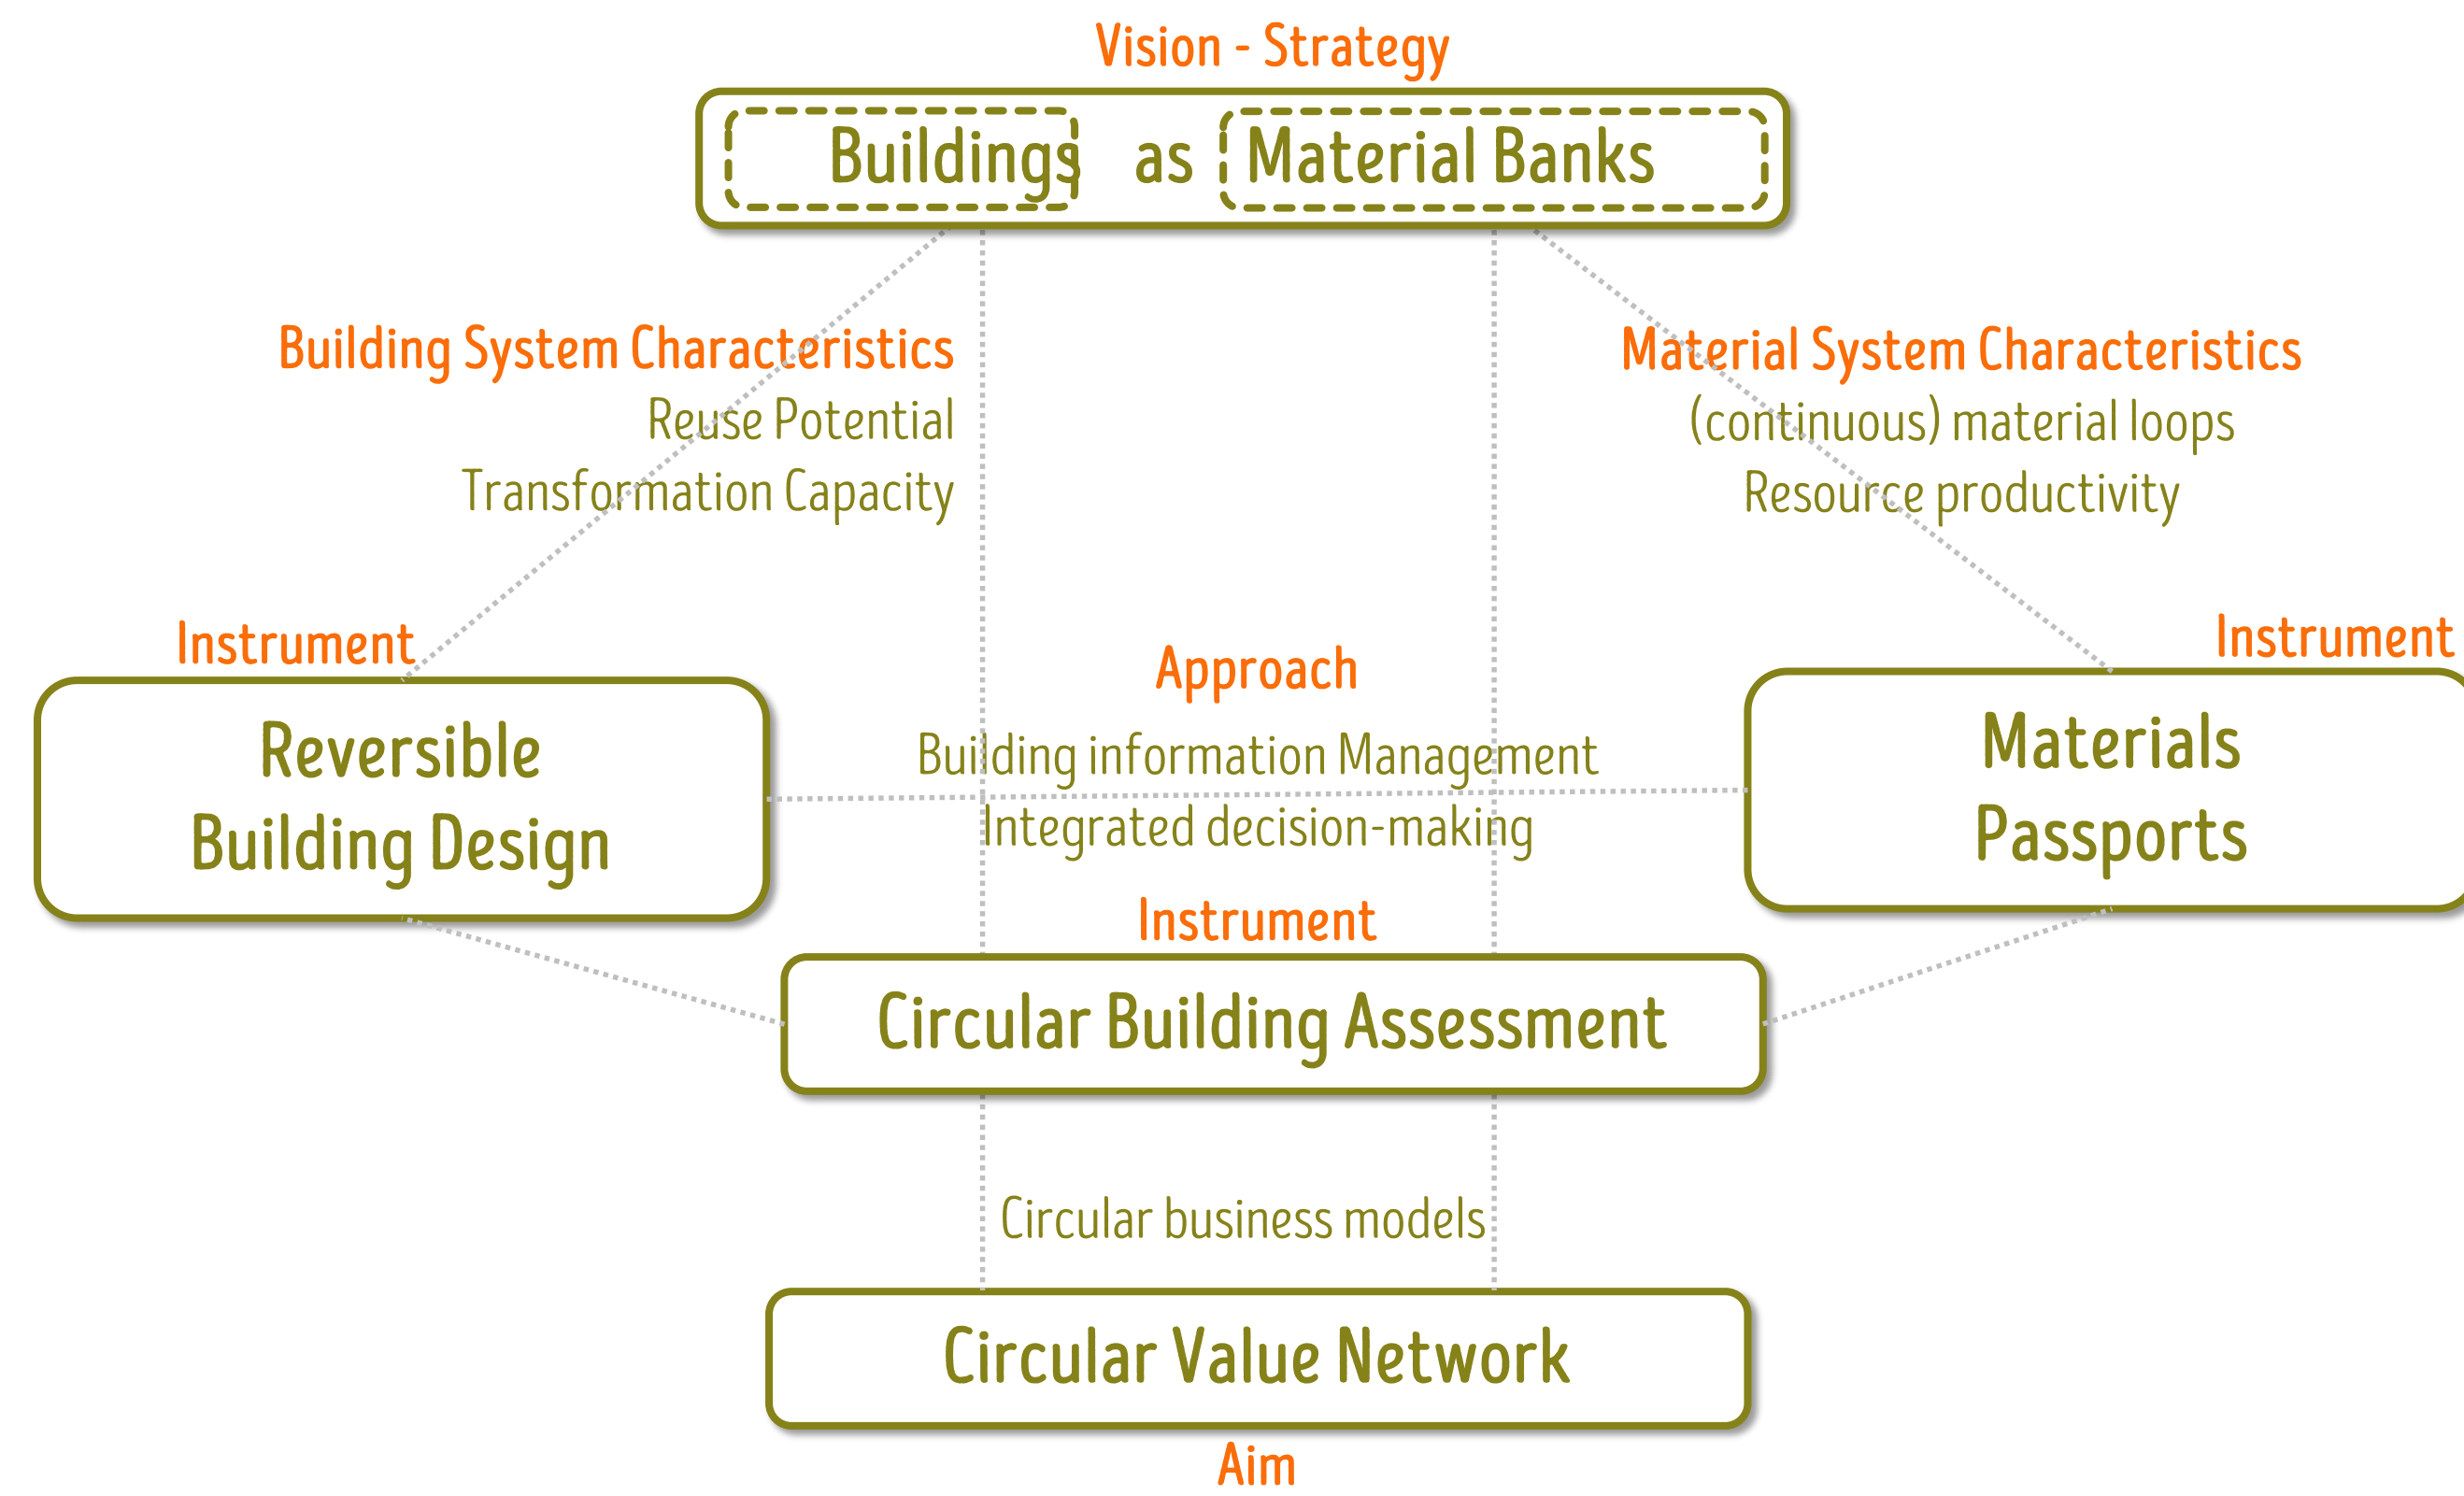 Vision - Strategy
Buildings as Material Banks
Building System Characteristics
Reuse Potential
Transformation Capacity
Material System Characteristics
(continuous) material loops
Resource productivity
Instrument
Reversible
Building Design
Approach
Building information Management
Integrated decision-making
Instrument
Materials
Passports
Instrument
Circular Building Assessment
Circular business models
Circular Value Network
Aim